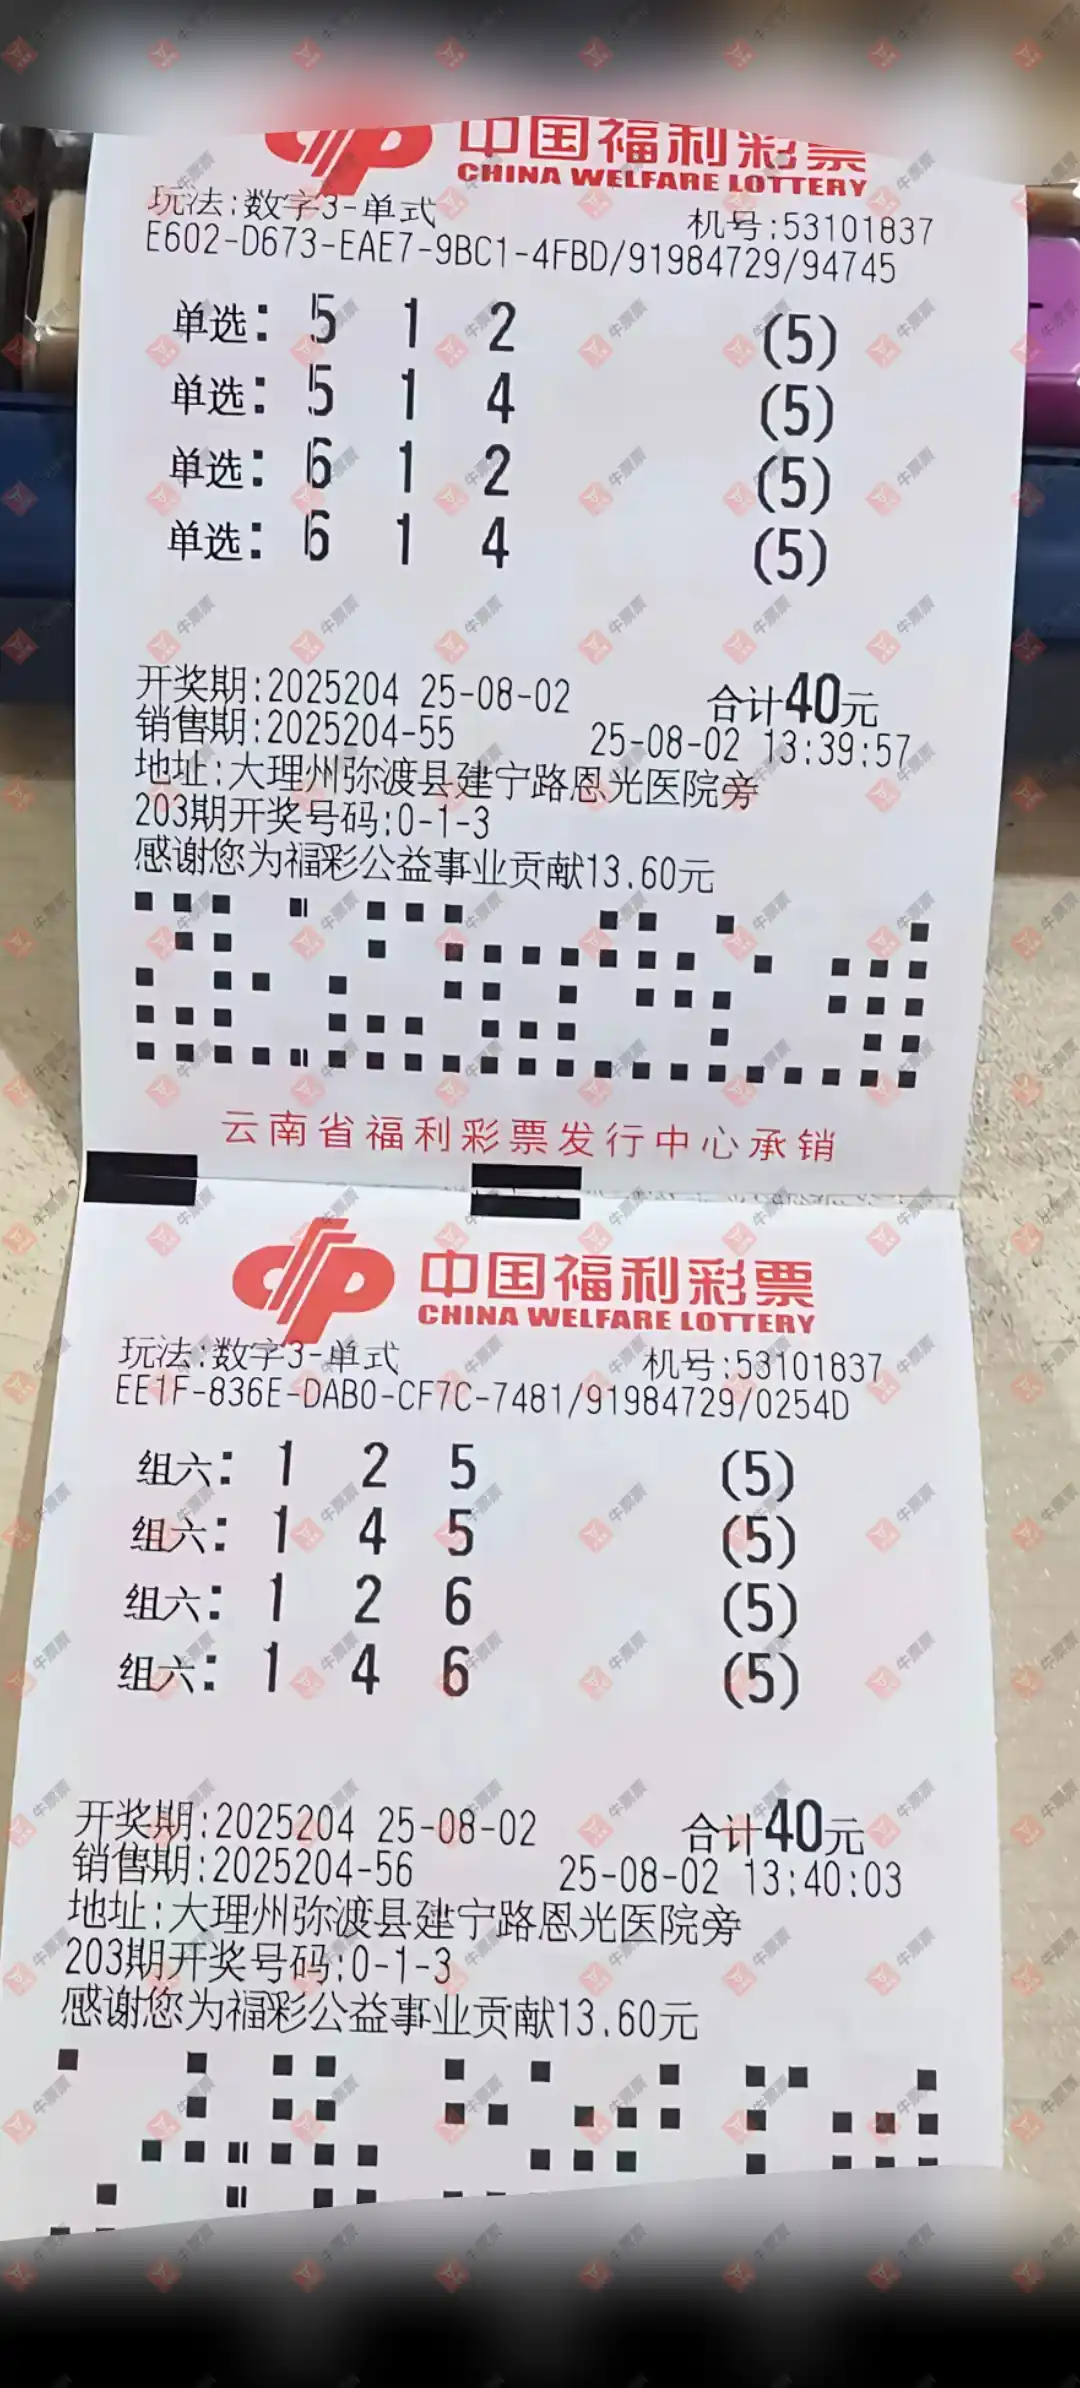 中国福利彩票
CHINA WELFARE LOTTERY
玩法:数字3-单式
机号:53101837
E602-D673-EAE7-9BC1-4FBD/91984729/94745
单选: 5 1 2 (5)
单选: 5 1 4 (5)
单选: 6 1 2 (5)
单选: 6 1 4 (5)
开奖期:2025204 25-08-02 合计40元
销售期:2025204-55 25-08-02 13:39:57
地址:大理州弥渡县建宁路恩光医院旁
203期开奖号码:0-1-3
感谢您为福彩公益事业贡献13.60元
云南省福利彩票发行中心承销
中国福利彩票
CHINA WELFARE LOTTERY
玩法:数字3-单式
机号:53101837
EE1F-836E-DAB0-CF7C-7481/91984729/0254D
组六: 1 2 5 (5)
组六: 1 4 5 (5)
组六: 1 2 6 (5)
组六: 1 4 6 (5)
开奖期:2025204 25-08-02 合计40元
销售期:2025204-56 25-08-02 13:40:03
地址:大理州弥渡县建宁路恩光医院旁
203期开奖号码:0-1-3
感谢您为福彩公益事业贡献13.60元
牛票票